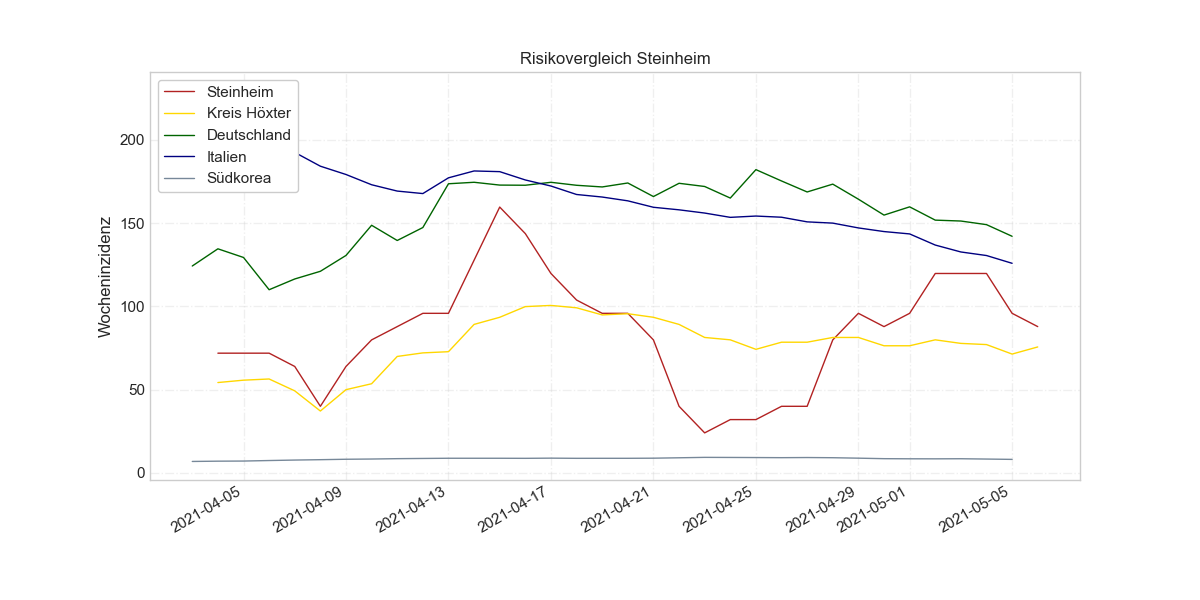 Risikovergleich Steinheim
Steinheim
Kreis Höxter
Deutschland
Italien
Südkorea
Wocheninzidenz
200
150
100
50
0
2021-04-05
2021-04-09
2021-04-13
2021-04-17
2021-04-21
2021-04-25
2021-04-29
2021-05-01
2021-05-05